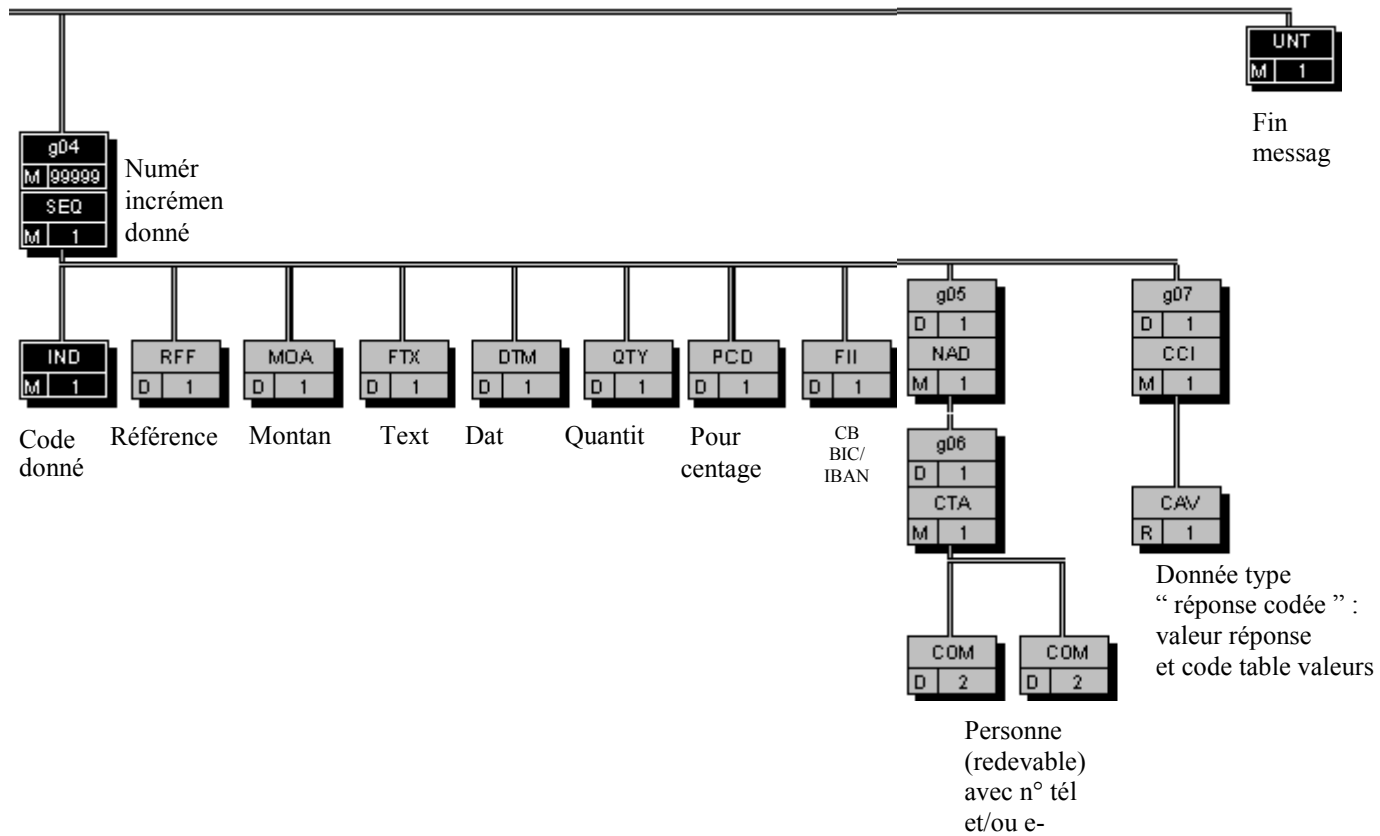 UNT
M 1
Fin
messag
g04
M 99999
SEQ
M 1
Numér
incrémen
donné
IND
M 1
Code
donné
RFF
D 1
Référence
MOA
D 1
Montan
FTX
D 1
Text
DTM
D 1
Dat
QTY
D 1
Quantit
PCD
D 1
Pour
centage
FII
D 1
CB
BIC/
IBAN
g05
D 1
NAD
M 1
g06
D 1
CTA
M 1
COM
D 2
COM
D 2
Personne
(redevable)
avec n° tél
et/ou e-
g07
D 1
CCI
M 1
CAV
R 1
Donnée type
“ réponse codée ” :
valeur réponse
et code table valeurs